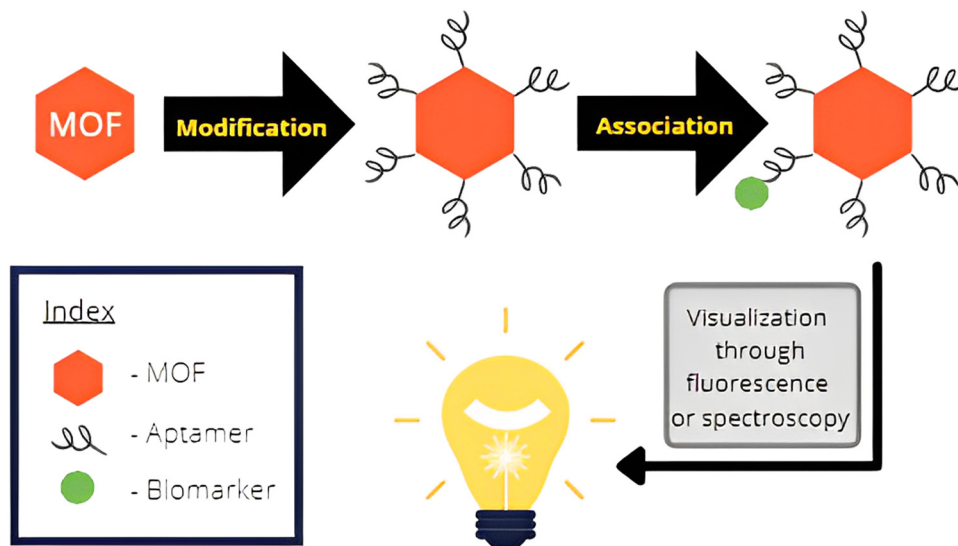 MOF
Modification
Association
Index
- MOF
- Aptamer
- Biomarker
Visualization
through
fluorescence
or spectroscopy